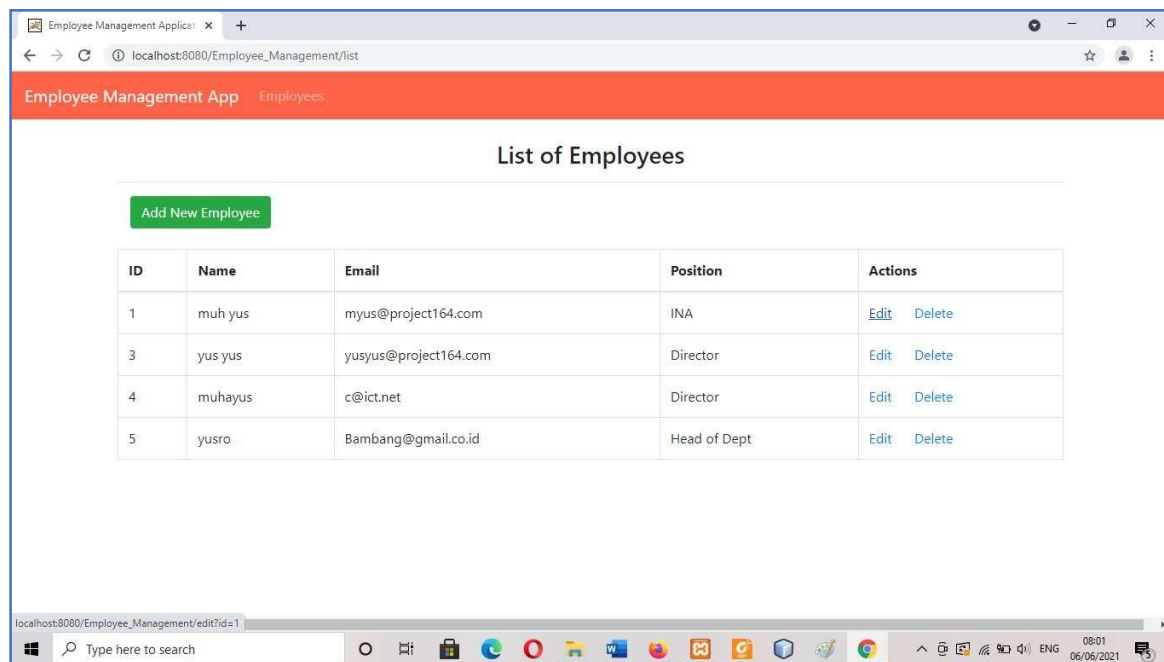 Employee Management Applicat
localhost:8080/Employee_Management/list
Employee Management App Employees
List of Employees
Add New Employee
ID Name Email Position Actions
1 muh yus myus@project164.com INA Edit Delete
3 yus yus yusyus@project164.com Director Edit Delete
4 muhayus c@ict.net Director Edit Delete
5 yusro Bambang@gmail.co.id Head of Dept Edit Delete
localhost:8080/Employee_Management/edit?id=1
Type here to search ENG 08:01
06/06/2021 5